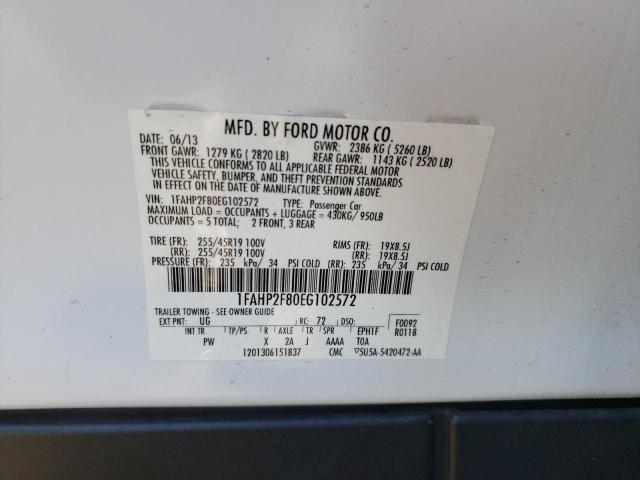 MFD. BY FORD MOTOR CO.
DATE: 06/13 GVWR: 2386 KG ( 5260 LB)
FRONT GAWR: 1279 KG ( 2820 LB) REAR GAWR: 1143 KG ( 2520 LB)
THIS VEHICLE CONFORMS TO ALL APPLICABLE FEDERAL MOTOR
VEHICLE SAFETY, BUMPER, AND THEFT PREVENTION STANDARDS
IN EFFECT ON THE DATE OF MANUFACTURE SHOWN ABOVE.
VIN: 1FAHP2F80EG102572 TYPE: Passenger Car
MAXIMUM LOAD = OCCUPANTS + LUGGAGE = 430KG/ 950LB
OCCUPANTS = 5 TOTAL; 2 FRONT, 3 REAR
TIRE (FR): 255/45R19 100V RIMS (FR): 19X8.5J
(RR): 255/45R19 100V (RR): 19X8.5J
PRESSURE (FR): 235 kPa/ 34 PSI COLD (RR): 235 kPa/ 34 PSI COLD
1FAHP2F80EG102572
TRAILER TOWING - SEE OWNER GUIDE
EXT PNT: UG RC: 72 DSO: F0092
INT TR TP/PS R AXLE TR SPR EPH1F R0118
PW X 2A J AAAA T0A
1201306151837 CMC 5U5A-5420472-AA